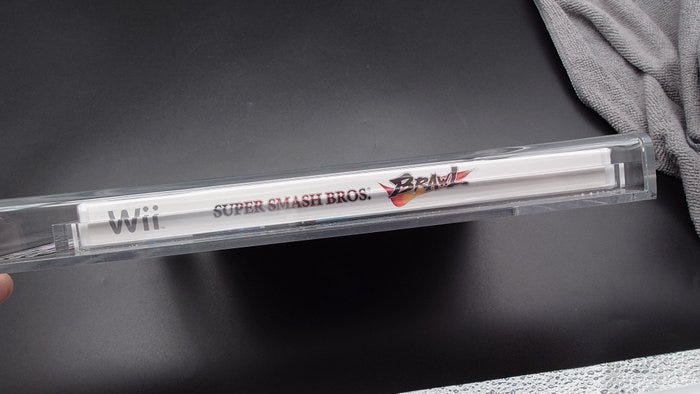 Wii SUPER SMASH BROS. BRAWL